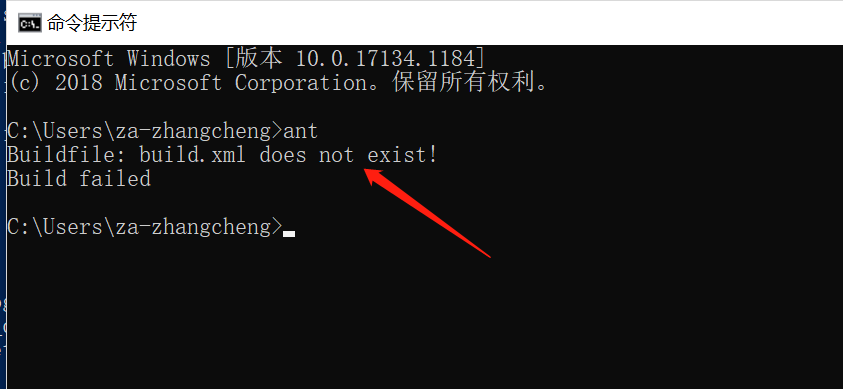 命令提示符
Microsoft Windows [版本 10.0.17134.1184]
(c) 2018 Microsoft Corporation。保留所有权利。
C:\Users\za-zhangcheng>ant
Buildfile: build.xml does not exist!
Build failed
C:\Users\za-zhangcheng>